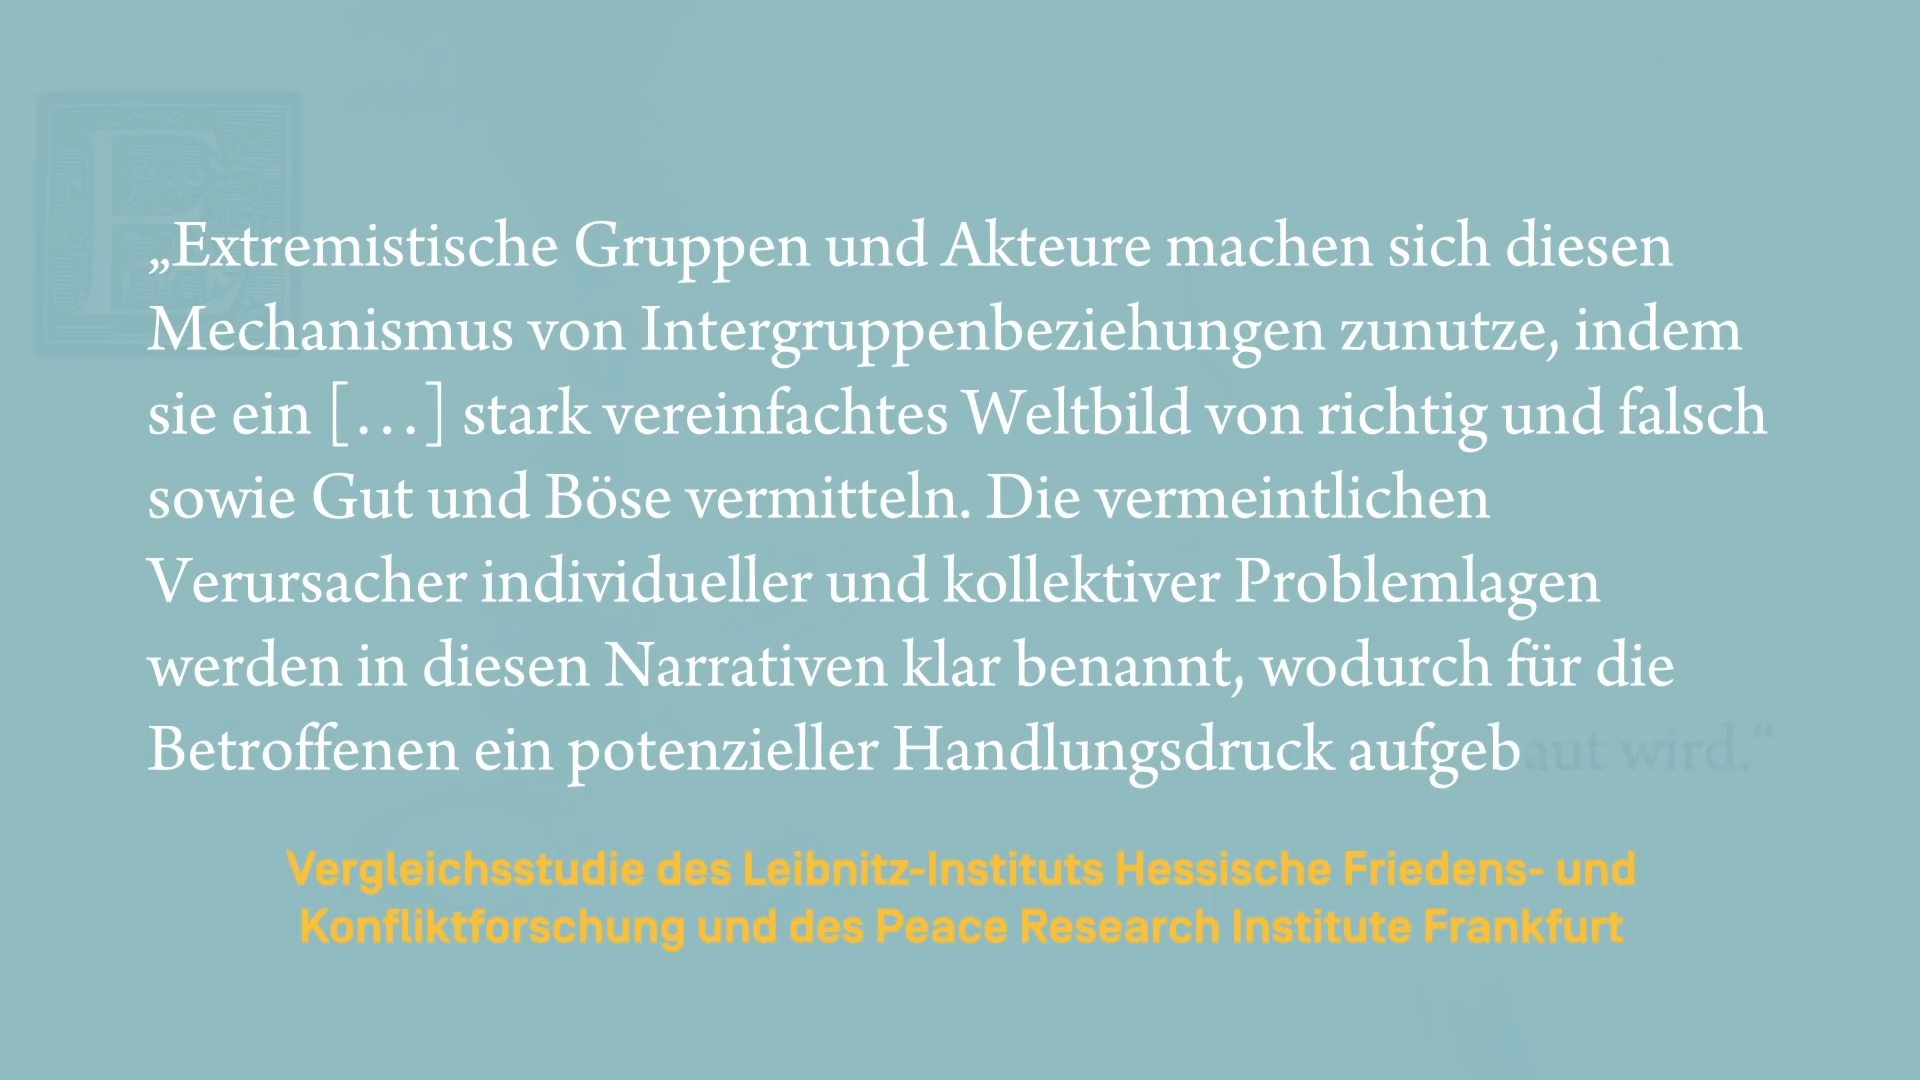 „Extremistische Gruppen und Akteure machen sich diesen
Mechanismus von Intergruppenbeziehungen zunutze, indem
sie ein […] stark vereinfachtes Weltbild von richtig und falsch
sowie Gut und Böse vermitteln. Die vermeintlichen
Verursacher individueller und kollektiver Problemlagen
werden in diesen Narrativen klar benannt, wodurch für die
Betroffenen ein potenzieller Handlungsdruck aufgebaut wird.“
Vergleichsstudie des Leibnitz-Instituts Hessische Friedens- und
Konfliktforschung und des Peace Research Institute Frankfurt